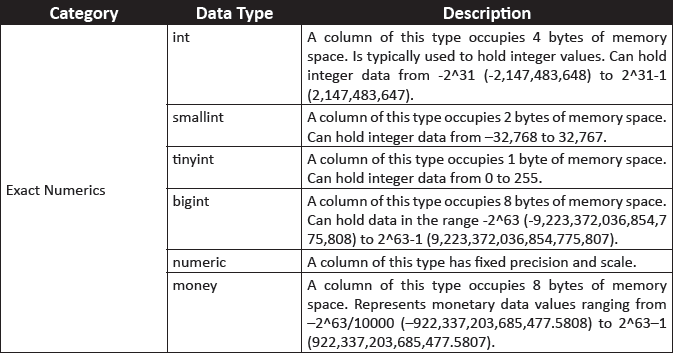 Category Data Type Description
Exact Numerics
int
A column of this type occupies 4 bytes of memory
space. Is typically used to hold integer values. Can hold
integer data from -2^31 (-2,147,483,648) to 2^31-1
(2,147,483,647).
smallint
A column of this type occupies 2 bytes of memory space.
Can hold integer data from –32,768 to 32,767.
tinyint
A column of this type occupies 1 byte of memory space.
Can hold integer data from 0 to 255.
bigint
A column of this type occupies 8 bytes of memory space.
Can hold data in the range -2^63 (-9,223,372,036,854,7
75,808) to 2^63-1 (9,223,372,036,854,775,807).
numeric
A column of this type has fixed precision and scale.
money
A column of this type occupies 8 bytes of memory
space. Represents monetary data values ranging from
–2^63/10000 (–922,337,203,685,477.5808) to 2^63–1
(922,337,203,685,477.5807).